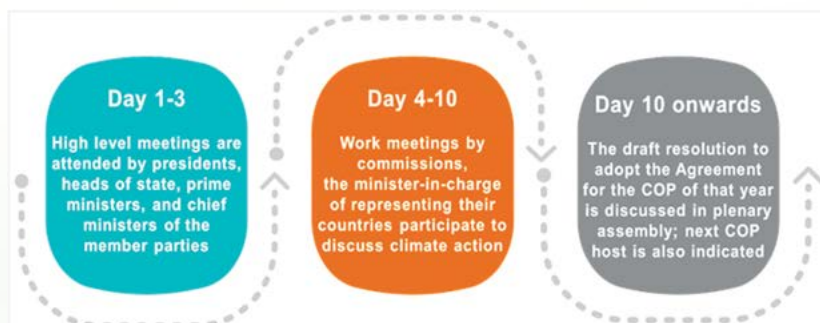 Day 1-3
High level meetings are
attended by presidents,
heads of state, prime
ministers, and chief
ministers of the
member parties
Day 4-10
Work meetings by
commissions,
the minister-in-charge
of representing their
countries participate to
discuss climate action
Day 10 onwards
The draft resolution to
adopt the Agreement
for the COP of that year
is discussed in plenary
assembly; next COP
host is also indicated